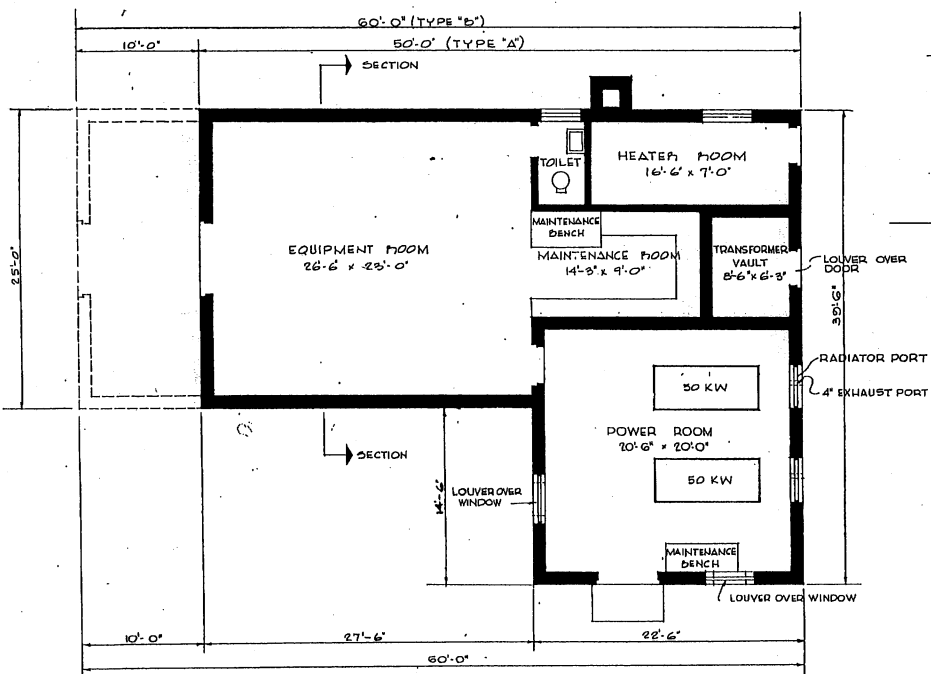 60'-0" (TYPE "B")
10'-0"
50'-0" (TYPE "A")
SECTION
TOILET
HEATER ROOM
16'-6" x 7'-0"
MAINTENANCE
BENCH
EQUIPMENT ROOM
26'-6" x 23'-0"
MAINTENANCE ROOM
14'-3" x 9'-0"
TRANSFORMER
VAULT
8'-6" x 6'-3"
LOUVER OVER
DOOR
25'-0"
39'-6"
RADIATOR PORT
4" EXHAUST PORT
50 KW
POWER ROOM
20'-6" x 20'-0"
SECTION
50 KW
LOUVER OVER
WINDOW
14'-6"
MAINTENANCE
BENCH
LOUVER OVER WINDOW
10'-0"
27'-6"
22'-6"
60'-0"